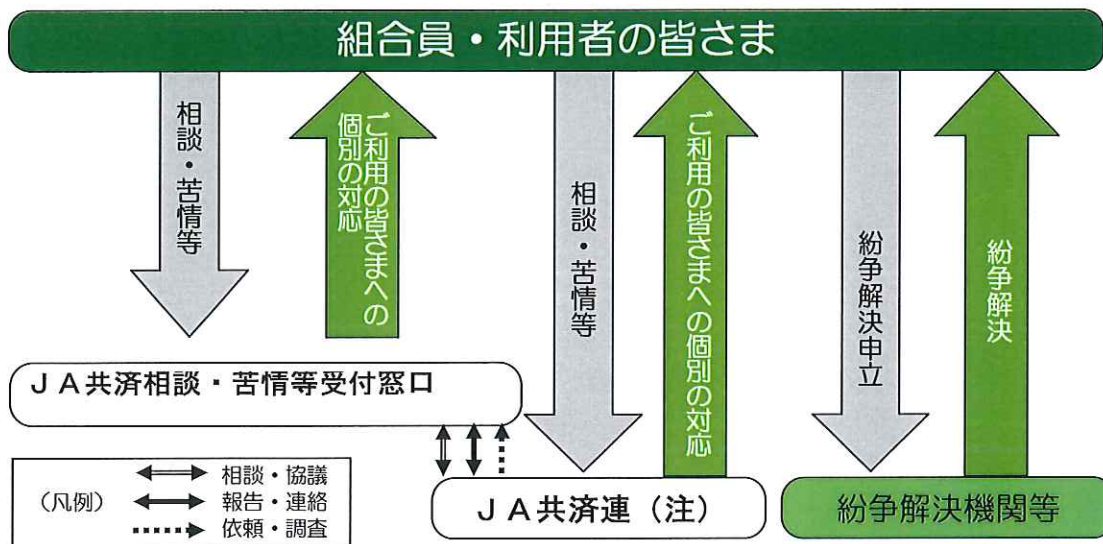 組合員・利用者の皆さま
相談・苦情等
ご利用の皆さまへの
個別の対応
相談・苦情等
ご利用の皆さまへの個別の対応
紛争解決申立
紛争解決
ＪＡ共済相談・苦情等受付窓口
（凡例）
相談・協議
報告・連絡
依頼・調査
ＪＡ共済連（注）
紛争解決機関等